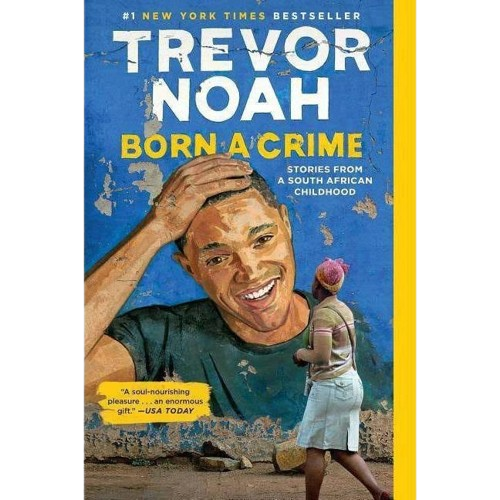 #1 NEW YORK TIMES BESTSELLER
TREVOR
NOAH
BORN A CRIME
STORIES FROM
A SOUTH AFRICAN
CHILDHOOD
"A soul-nourishing
pleasure . . . an enormous
gift." —USA TODAY